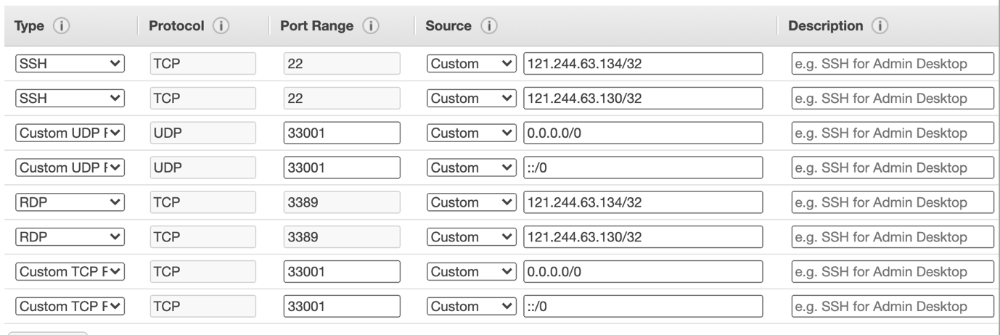 Type i Protocol i Port Range i Source i Description i
SSH TCP 22 Custom 121.244.63.134/32 e.g. SSH for Admin Desktop
SSH TCP 22 Custom 121.244.63.130/32 e.g. SSH for Admin Desktop
Custom UDP F UDP 33001 Custom 0.0.0.0/0 e.g. SSH for Admin Desktop
Custom UDP F UDP 33001 Custom ::/0 e.g. SSH for Admin Desktop
RDP TCP 3389 Custom 121.244.63.134/32 e.g. SSH for Admin Desktop
RDP TCP 3389 Custom 121.244.63.130/32 e.g. SSH for Admin Desktop
Custom TCP F TCP 33001 Custom 0.0.0.0/0 e.g. SSH for Admin Desktop
Custom TCP F TCP 33001 Custom ::/0 e.g. SSH for Admin Desktop